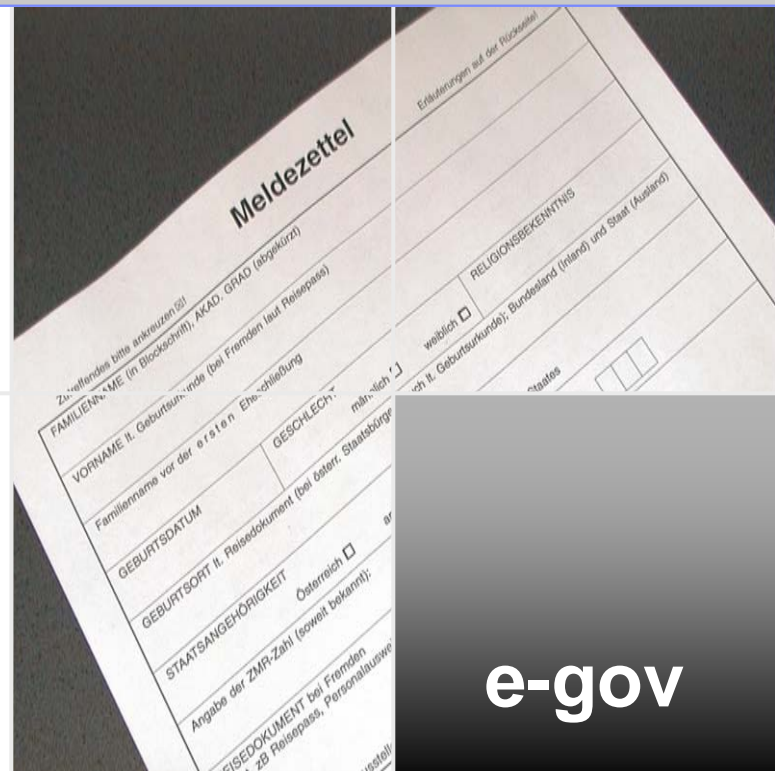 Erläuterungen auf der Rückseite!
Meldezettel
Zutreffendes bitte ankreuzen ☒!
FAMILIENNAME (in Blockschrift), AKAD. GRAD (abgekürzt)
VORNAME lt. Geburtsurkunde (bei Fremden laut Reisepass)
Familienname vor der ersten Eheschließung
GEBURTSDATUM
GESCHLECHT
männlich ☐ weiblich ☐
RELIGIONSBEKENNTNIS
GEBURTSORT lt. Reisedokument (bei österr. Staatsbürge
ch lt. Geburtsurkunde); Bundesland (Inland) und Staat (Ausland)
STAATSANGEHÖRIGKEIT
Österreich ☐
Staates
Angabe der ZMR-Zahl (soweit bekannt):
EISEDOKUMENT bei Fremden
zB Reisepass, Personalauswe
e-gov